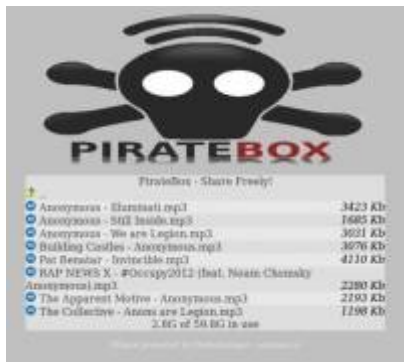 PIRATEBOX
PirateBox - Share Freely!
..
Anonymous - Illuminati.mp3 3423 Kb
Anonymous - Still Inside.mp3 1685 Kb
Anonymous - We are Legion.mp3 3031 Kb
Building Castles - Anonymous.mp3 3076 Kb
Pat Benatar - Invincible.mp3 4110 Kb
RAP NEWS X - #Occupy2012 (feat. Noam Chomsky
Anonymous).mp3 2280 Kb
The Apparent Motive - Anonymous.mp3 2193 Kb
The Collective - Anons are Legion.mp3 1198 Kb
2.6G of 59.8G in use